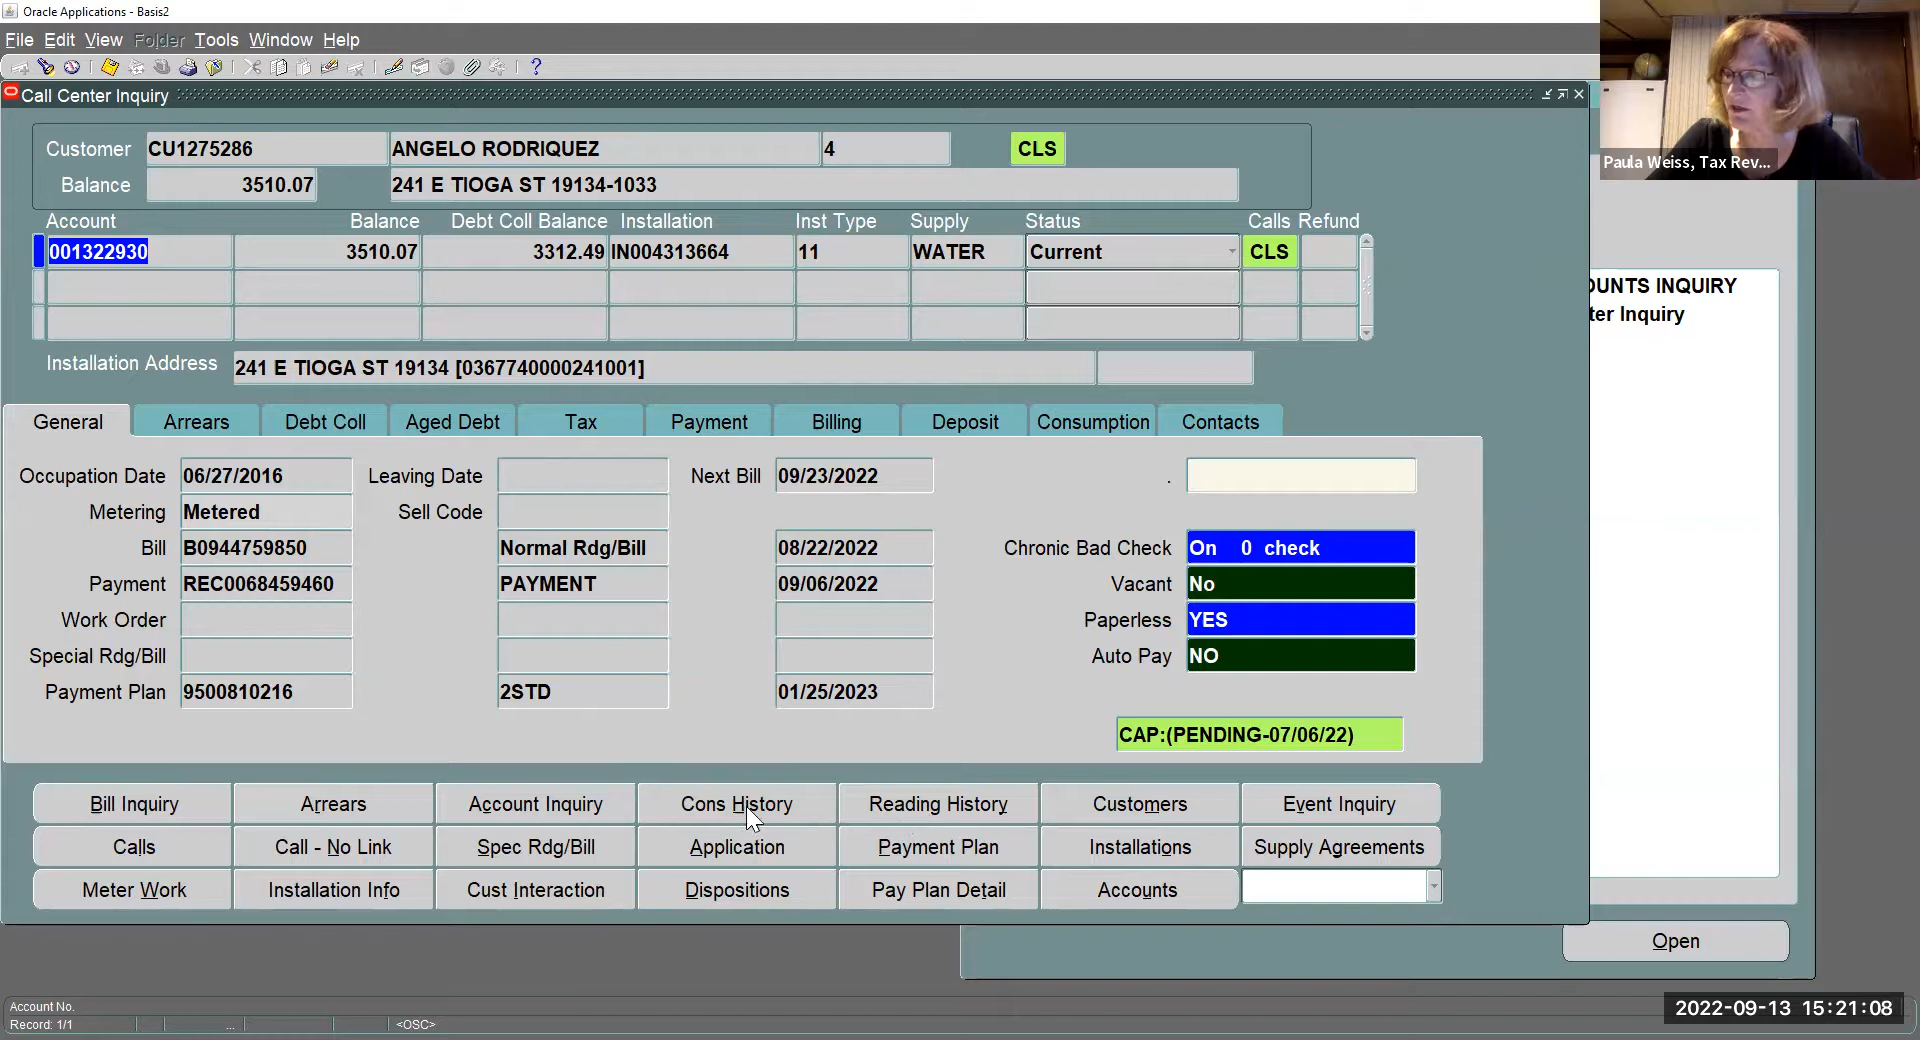 Oracle Applications - Basis2
File Edit View Folder Tools Window Help
Call Center Inquiry
Customer CU1275286 ANGELO RODRIQUEZ 4 CLS
Balance 3510.07 241 E TIOGA ST 19134-1033
Account Balance Debt Coll Balance Installation Inst Type Supply Status Calls Refund
001322930 3510.07 3312.49 IN004313664 11 WATER Current CLS
Installation Address 241 E TIOGA ST 19134 [0367740000241001]
General Arrears Debt Coll Aged Debt Tax Payment Billing Deposit Consumption Contacts
Occupation Date 06/27/2016 Leaving Date Next Bill 09/23/2022 .
Metering Metered Sell Code
Bill B0944759850 Normal Rdg/Bill 08/22/2022 Chronic Bad Check On 0 check
Payment REC0068459460 PAYMENT 09/06/2022 Vacant No
Work Order Paperless YES
Special Rdg/Bill Auto Pay NO
Payment Plan 9500810216 2STD 01/25/2023
CAP:(PENDING-07/06/22)
Bill Inquiry Arrears Account Inquiry Cons History Reading History Customers Event Inquiry
Calls Call - No Link Spec Rdg/Bill Application Payment Plan Installations Supply Agreements
Meter Work Installation Info Cust Interaction Dispositions Pay Plan Detail Accounts
Paula Weiss, Tax Rev...
OUNTS INQUIRY
ter Inquiry
Open
Account No.
Record: 1/1 ... <OSC>
2022-09-13 15:21:08